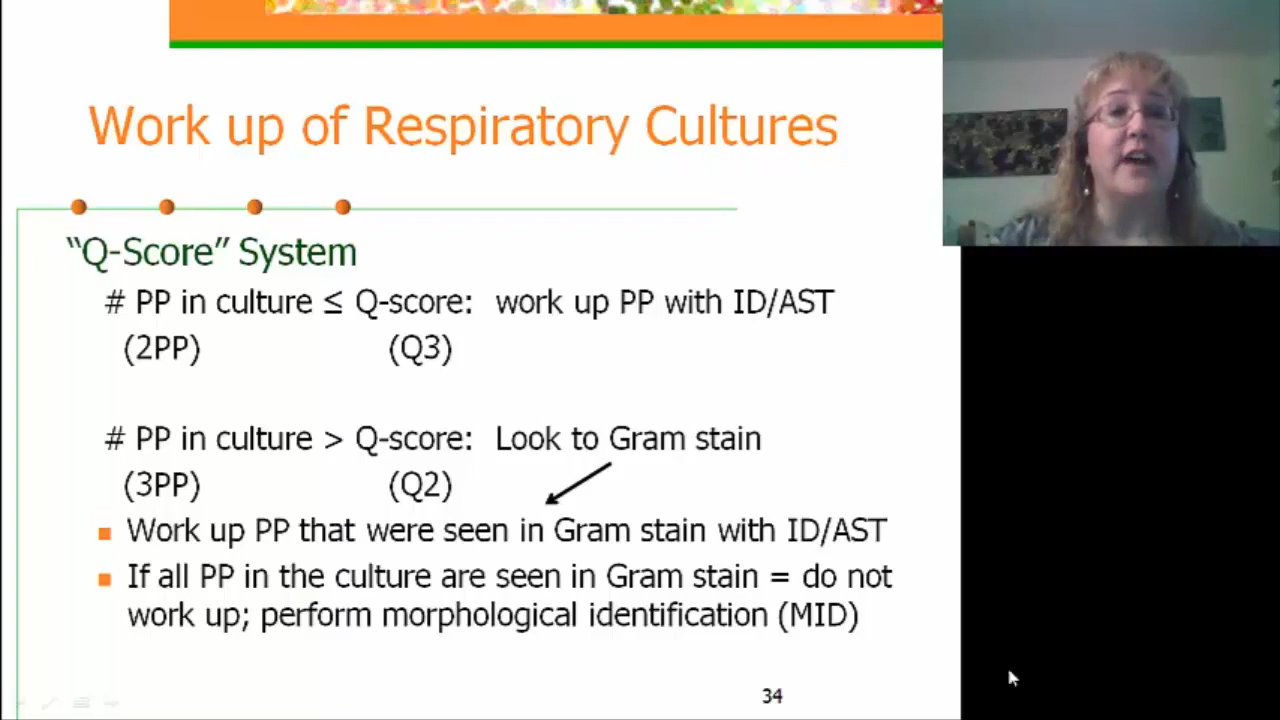 Work up of Respiratory Cultures
“Q-Score” System
# PP in culture ≤ Q-score: work up PP with ID/AST
(2PP) (Q3)
# PP in culture > Q-score: Look to Gram stain
(3PP) (Q2)
Work up PP that were seen in Gram stain with ID/AST
If all PP in the culture are seen in Gram stain = do not
work up; perform morphological identification (MID)
34